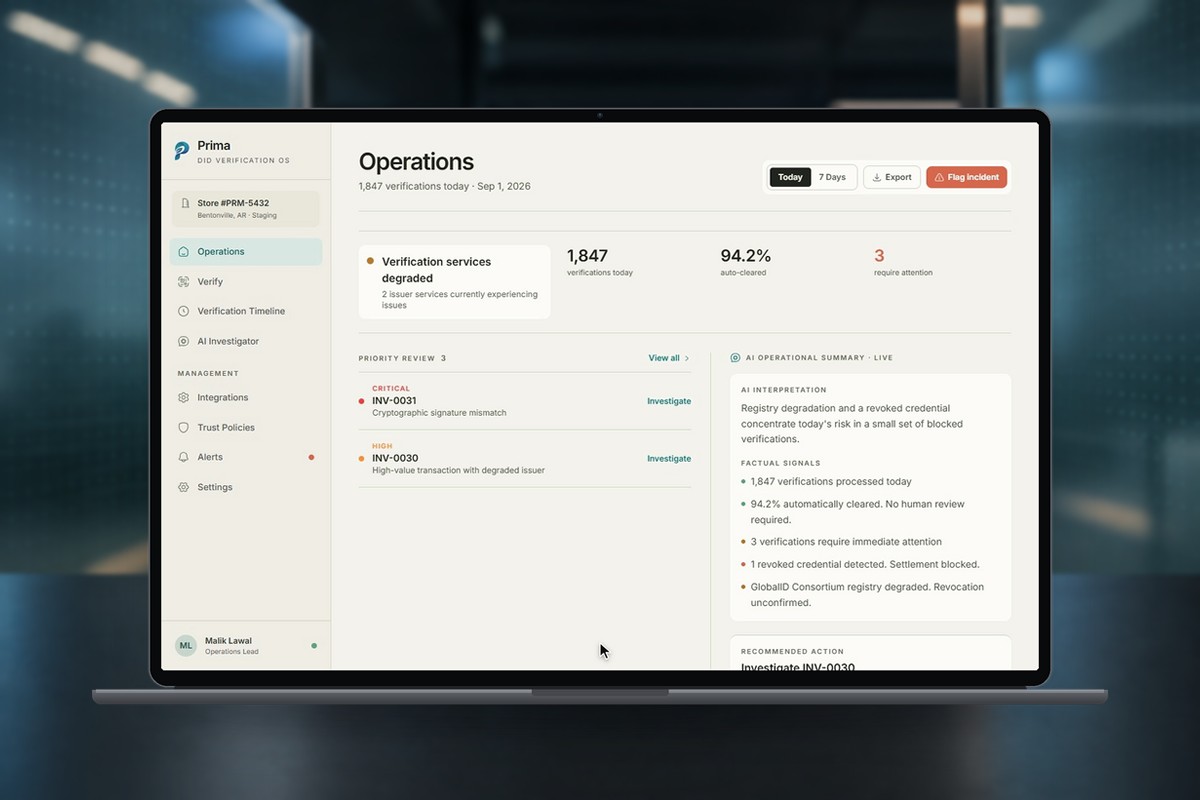 Prima
DID VERIFICATION OS
Store #PRM-5432
Bentonville, AR · Staging
Operations
Verify
Verification Timeline
AI Investigator
MANAGEMENT
Integrations
Trust Policies
Alerts
Settings
ML
Malik Lawal
Operations Lead
Operations
1,847 verifications today · Sep 1, 2026
Today
7 Days
Export
Flag Incident
Verification services
degraded
2 issuer services currently experiencing
issues
1,847
verifications today
94.2%
auto-cleared
3
require attention
PRIORITY REVIEW 3
View all >
CRITICAL
INV-0031
Cryptographic signature mismatch
Investigate
HIGH
INV-0030
High-value transaction with degraded issuer
Investigate
AI OPERATIONAL SUMMARY · LIVE
AI INTERPRETATION
Registry degradation and a revoked credential
concentrate today's risk in a small set of blocked
verifications.
FACTUAL SIGNALS
1,847 verifications processed today
94.2% automatically cleared. No human review
required.
3 verifications require immediate attention
1 revoked credential detected. Settlement blocked.
GlobalID Consortium registry degraded. Revocation
unconfirmed.
RECOMMENDED ACTION
Investigate INV-0030